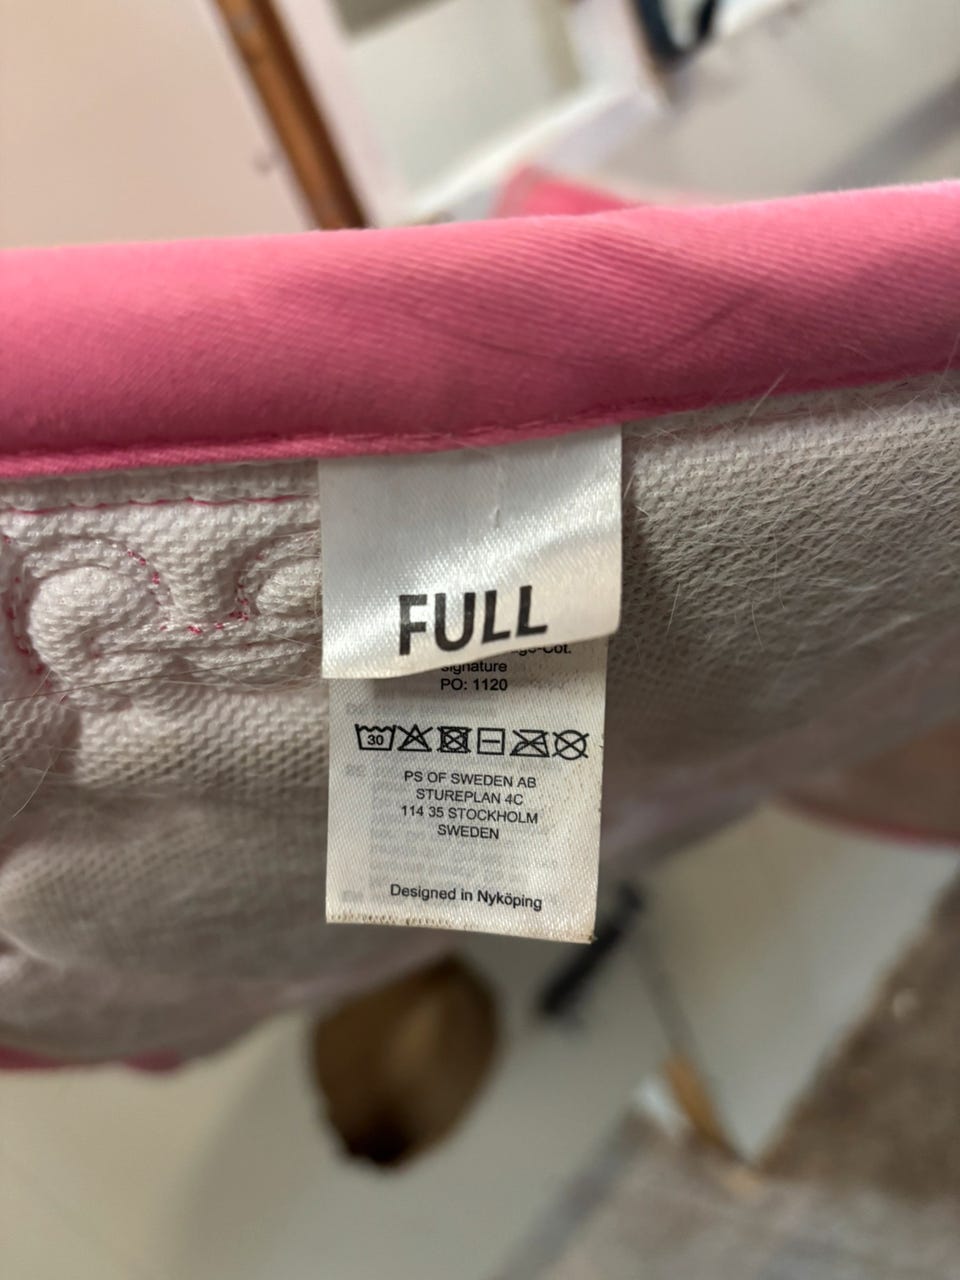 FULL
signature
PO: 1120
30
PS OF SWEDEN AB
STUREPLAN 4C
114 35 STOCKHOLM
SWEDEN
Designed in Nyköping